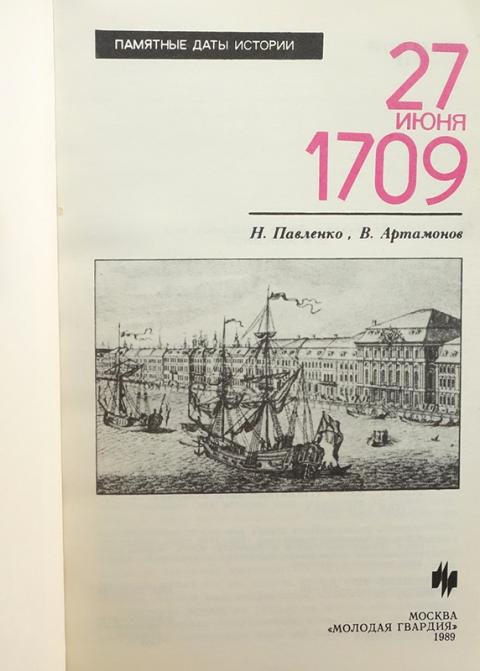 ПАМЯТНЫЕ ДАТЫ ИСТОРИИ
27
ИЮНЯ
1709
Н. Павленко , В. Артамонов
МОСКВА
«МОЛОДАЯ ГВАРДИЯ»
1989